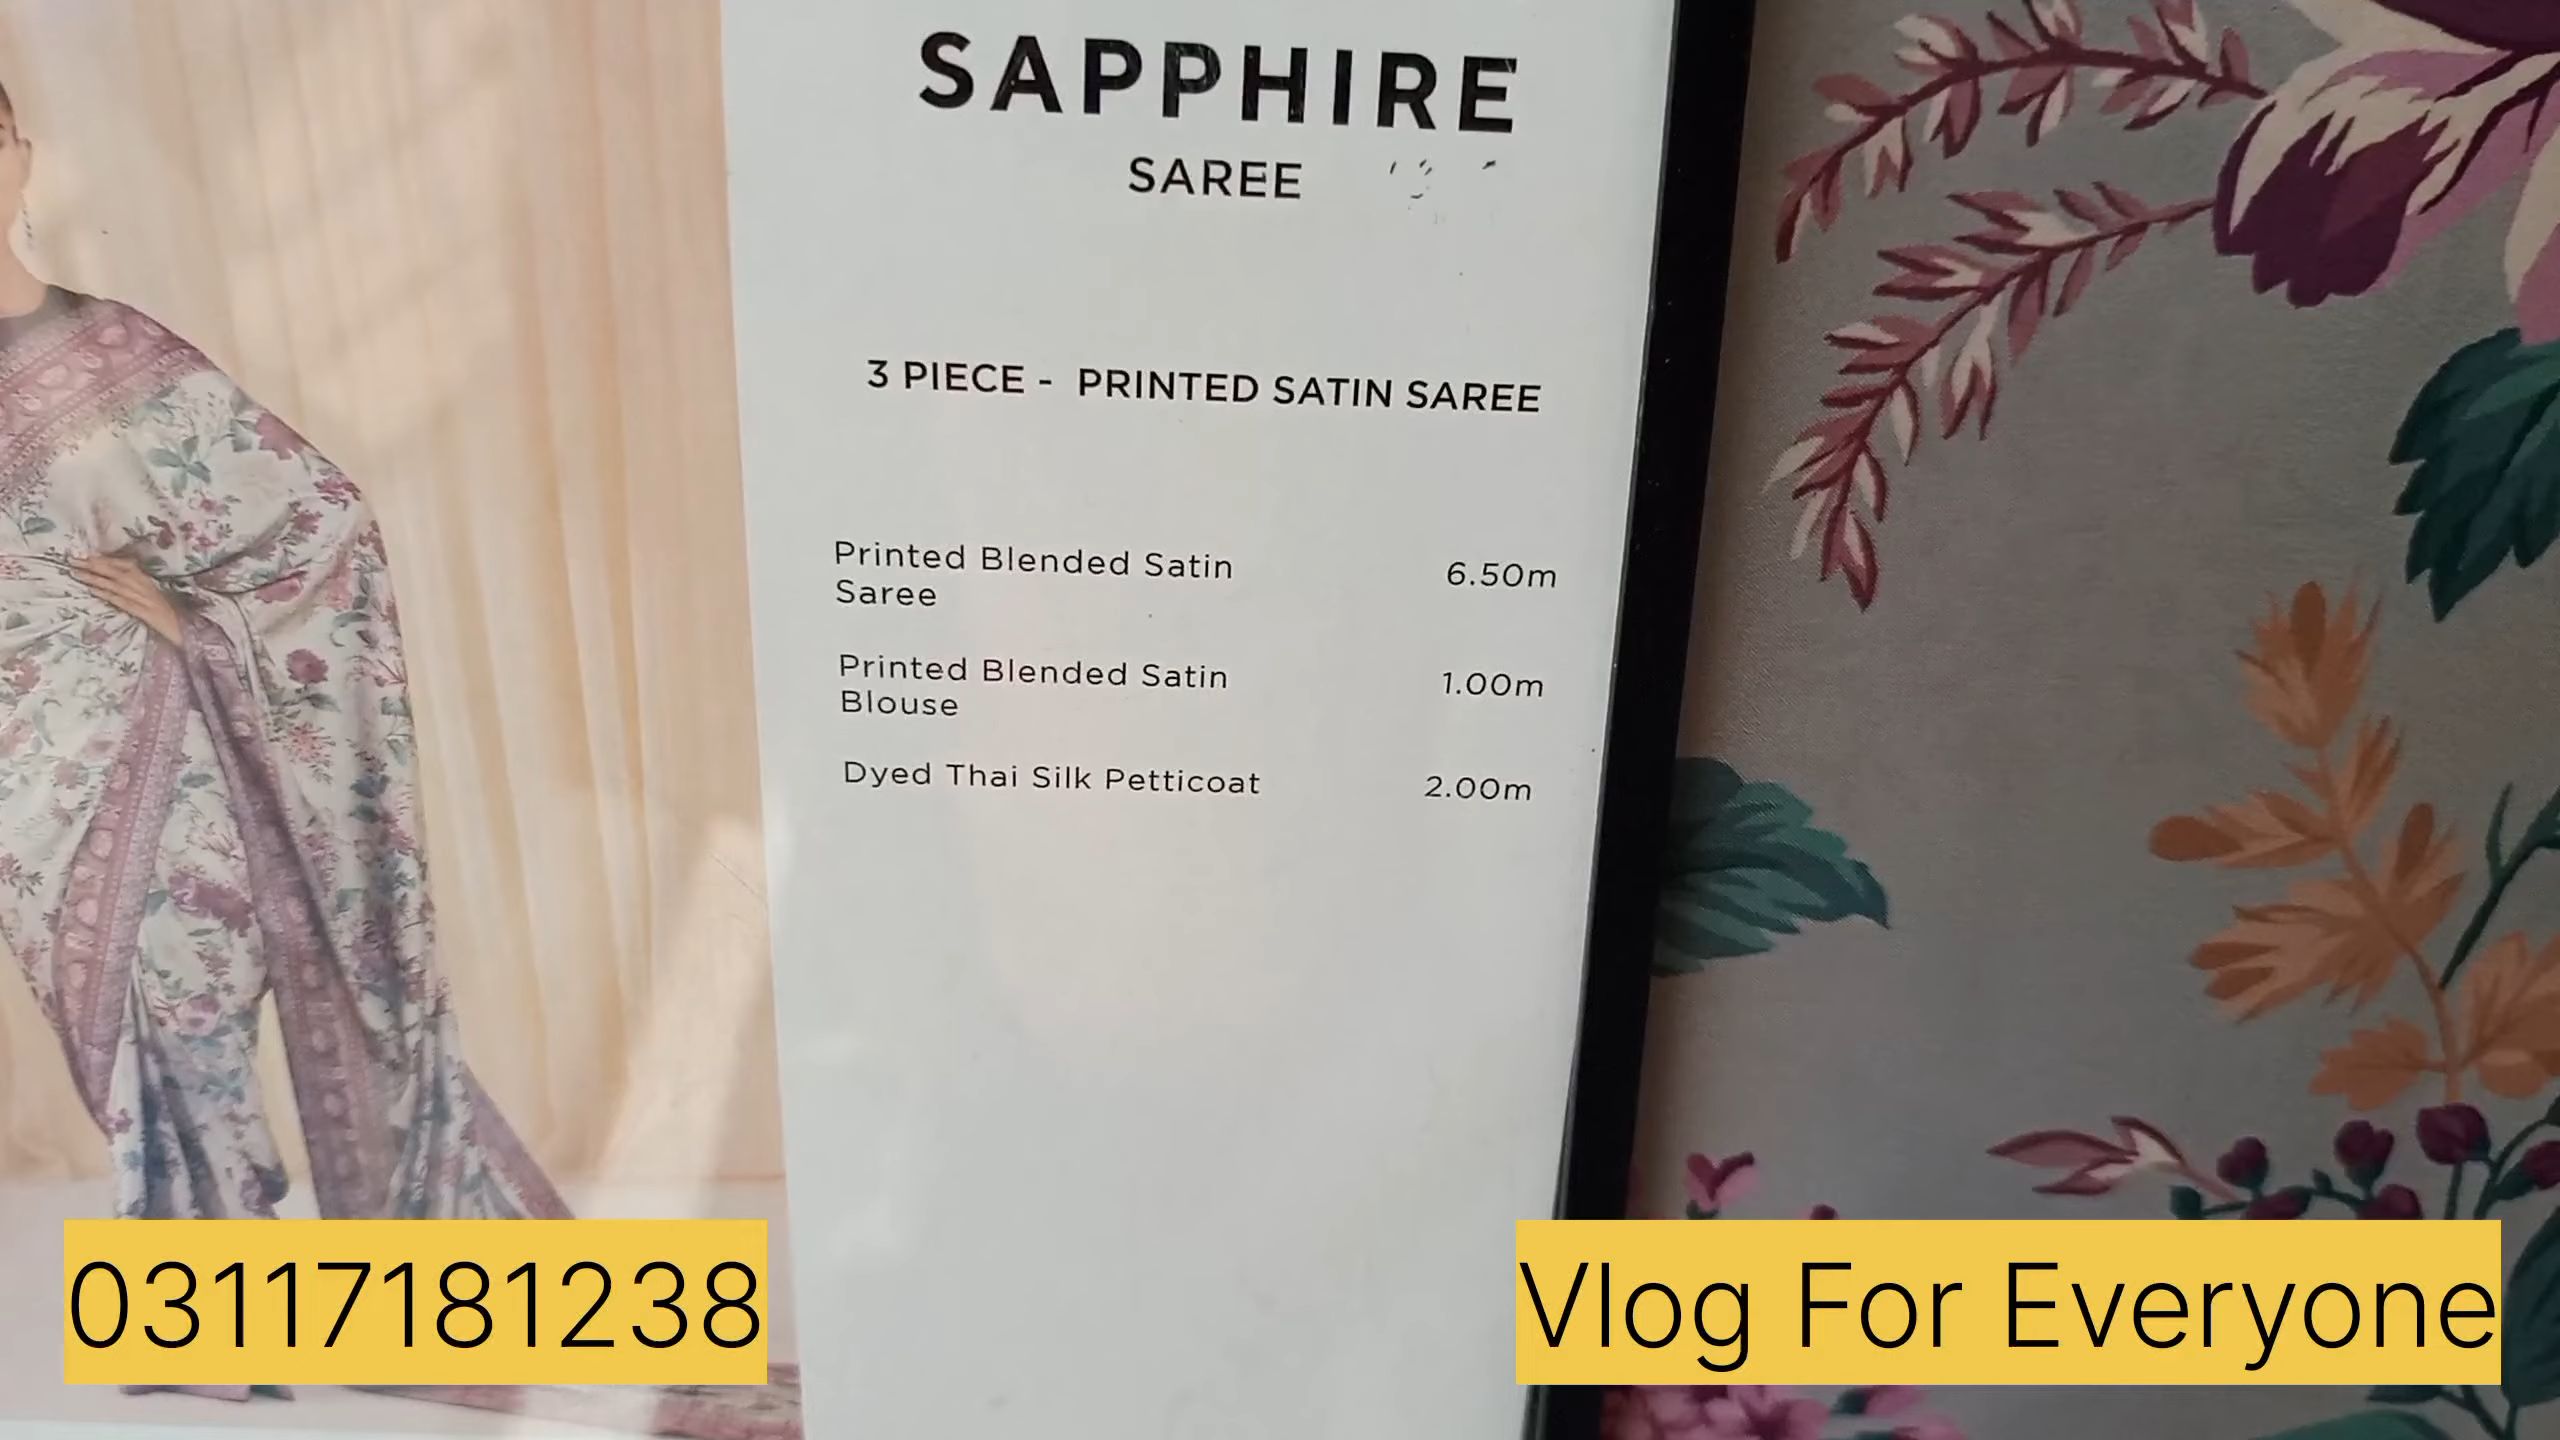 SAPPHIRE
SAREE
3 PIECE - PRINTED SATIN SAREE
Printed Blended Satin 6.50m
Saree
Printed Blended Satin 1.00m
Blouse
Dyed Thai Silk Petticoat 2.00m
03117181238
Vlog For Everyone